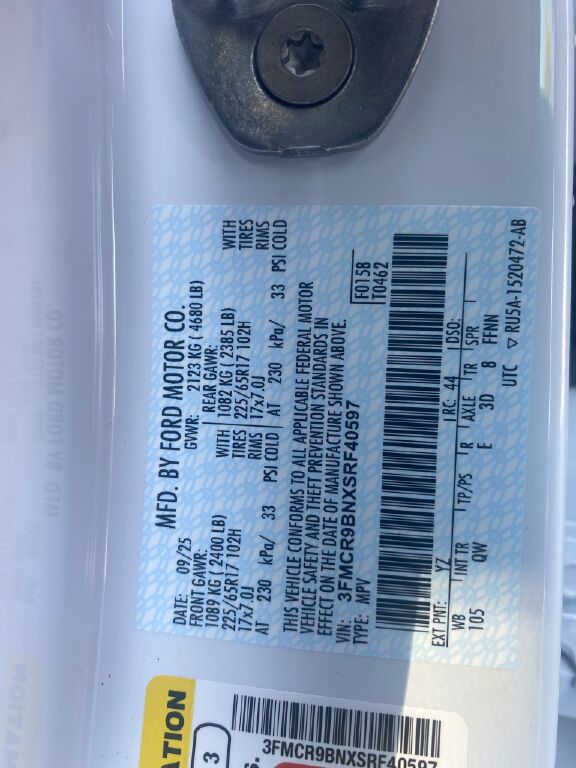 MFD. BY FORD MOTOR CO.
DATE: 09/25 GVWR: 2123 KG ( 4680 LB)
FRONT GAWR: REAR GAWR:
1089 KG ( 2400 LB) WITH 1082 KG ( 2385 LB) WITH
225/65R17 102H TIRES 225/65R17 102H TIRES
17x7.0J RIMS 17x7.0J RIMS
AT 230 kPa/ 33 PSI COLD AT 230 kPa/ 33 PSI COLD
THIS VEHICLE CONFORMS TO ALL APPLICABLE FEDERAL MOTOR
VEHICLE SAFETY AND THEFT PREVENTION STANDARDS IN
EFFECT ON THE DATE OF MANUFACTURE SHOWN ABOVE.
VIN: 3FMCR9BNXSRF40597 F0158
TYPE: MPV T0462
EXT PNT: YZ RC: 44 DSO:
WB INT TR TP/PS R AXLE TR SPR
105 QW E 3D 8 FFNN
UTC ▽ RU5A-1520472-AB
ATION
3
S.
3FMCR9BNXSRF40597